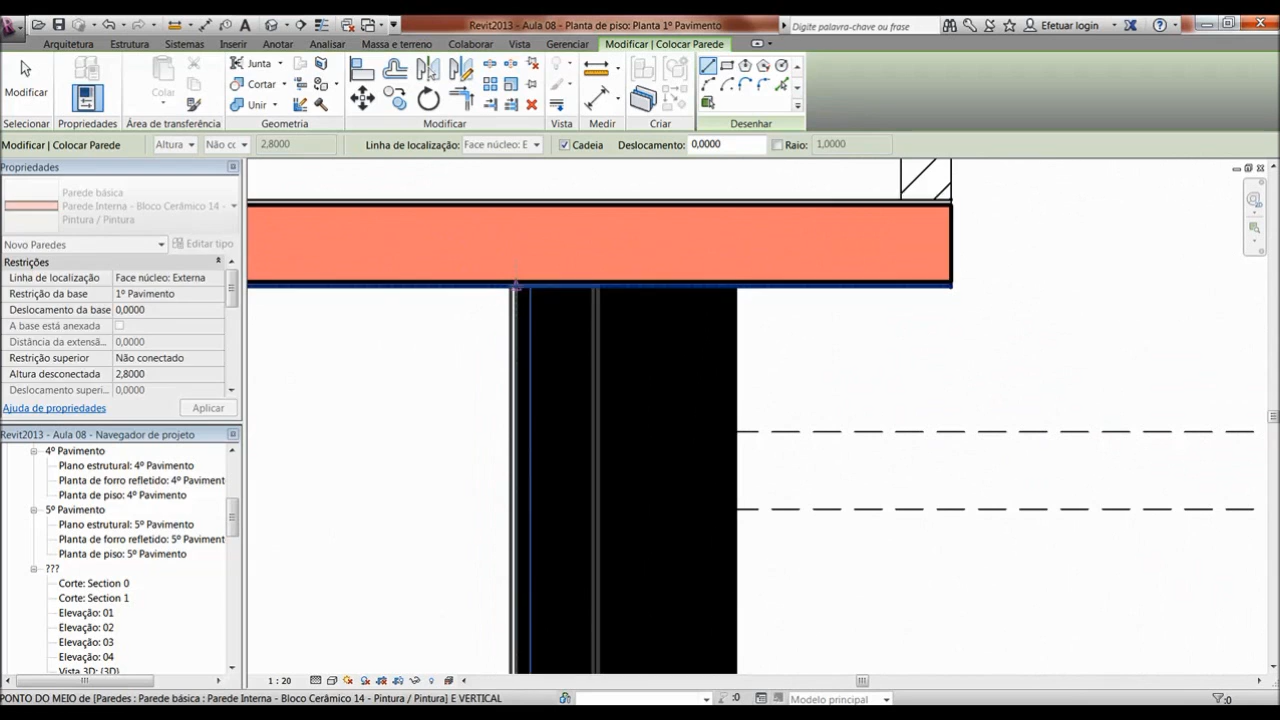 Revit2013 - Aula 08 - Planta de piso: Planta 1º Pavimento
Digite palavra-chave ou frase
Efetuar login
Arquitetura Estrutura Sistemas Inserir Anotar Analisar Massa e terreno Colaborar Vista Gerenciar Modificar | Colocar Parede
Modificar
Colar
Junta
Cortar
Unir
Selecionar Propriedades Área de transferência Geometria Modificar Vista Medir Criar Desenhar
Modificar | Colocar Parede Altura Não cc 2,8000 Linha de localização: Face núcleo: E Cadeia Deslocamento: 0,0000 Raio: 1,0000
Propriedades
Parede básica
Parede Interna - Bloco Cerâmico 14 -
Pintura / Pintura
Novo Paredes Editar tipo
Restrições
Linha de localização Face núcleo: Externa
Restrição da base 1º Pavimento
Deslocamento da base 0,0000
A base está anexada
Distância da extensã... 0,0000
Restrição superior Não conectado
Altura desconectada 2,8000
Deslocamento superi... 0,0000
Ajuda de propriedades Aplicar
Revit2013 - Aula 08 - Navegador de projeto
4º Pavimento
Plano estrutural: 4º Pavimento
Planta de forro refletido: 4º Paviment
Planta de piso: 4º Pavimento
5º Pavimento
Plano estrutural: 5º Pavimento
Planta de forro refletido: 5º Paviment
Planta de piso: 5º Pavimento
???
Corte: Section 0
Corte: Section 1
Elevação: 01
Elevação: 02
Elevação: 03
Elevação: 04
Vista 3D: {3D}
1 : 20
PONTO DO MEIO de [Paredes : Parede básica : Parede Interna - Bloco Cerâmico 14 - Pintura / Pintura] E VERTICAL :0 Modelo principal :0